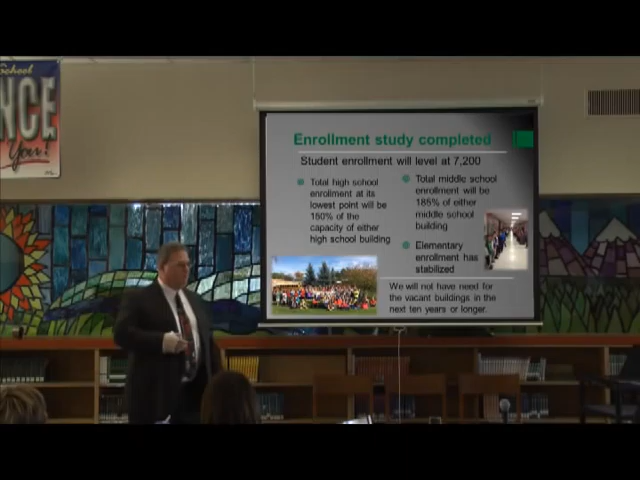 School
NCE
You!
Enrollment study completed
Student enrollment will level at 7,200
Total high school
enrollment at its
lowest point will be
160% of the
capacity of either
high school building
Total middle school
enrollment will be
185% of either
middle school
building
Elementary
enrollment has
stabilized
We will not have need for
the vacant buildings in the
next ten years or longer.